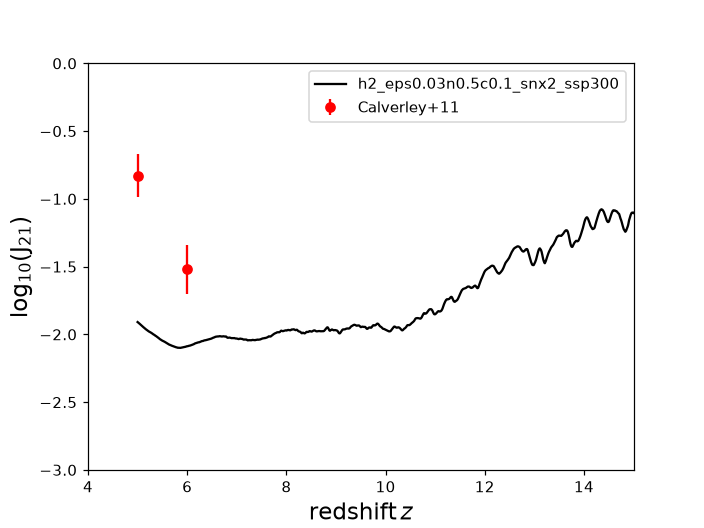 0.0
−0.5
−1.0
−1.5
−2.0
−2.5
−3.0
log₁₀(J₂₁)
h2_eps0.03n0.5c0.1_snx2_ssp300
Calverley+11
4 6 8 10 12 14
redshift z